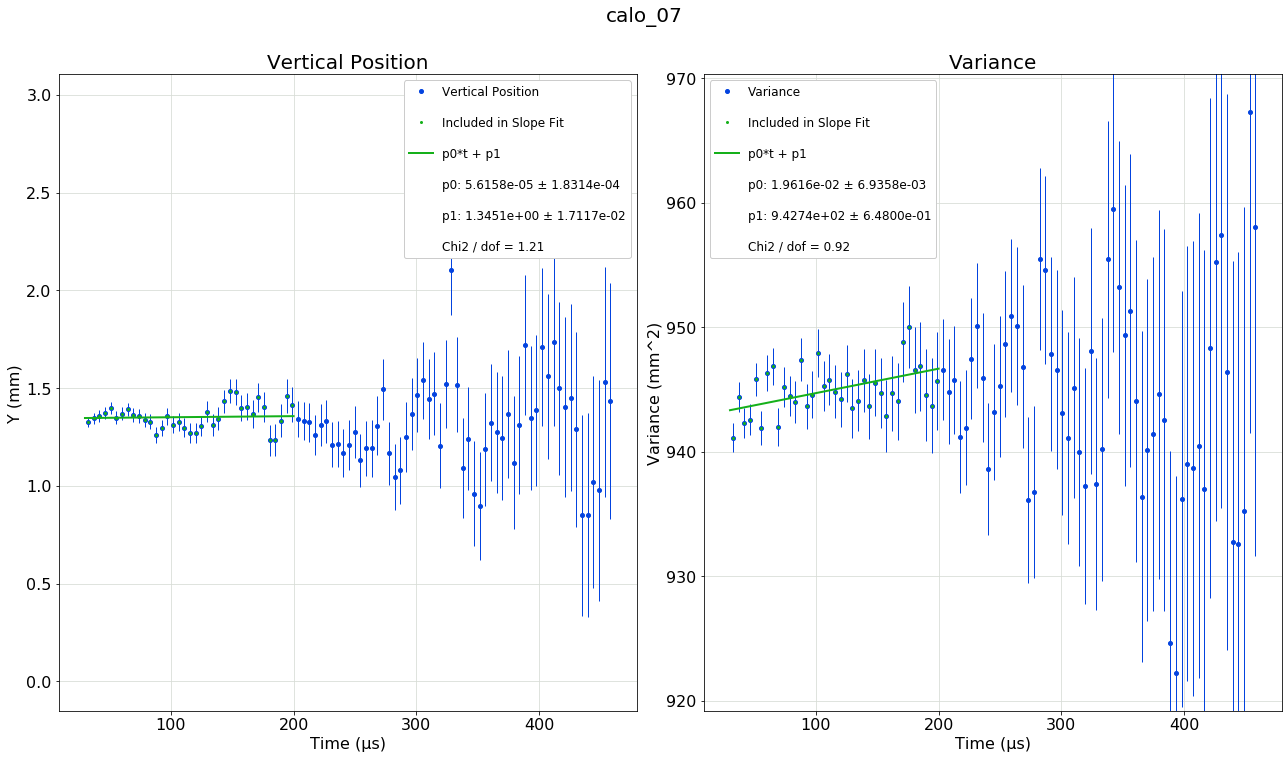 calo_07
Vertical Position
3.0
2.5
2.0
1.5
1.0
0.5
0.0
Y (mm)
100
200
300
400
Time (µs)
Vertical Position
Included in Slope Fit
p0*t + p1
p0: 5.6158e-05 ± 1.8314e-04
p1: 1.3451e+00 ± 1.7117e-02
Chi2 / dof = 1.21
Variance
970
960
950
940
930
920
Variance (mm^2)
100
200
300
400
Time (µs)
Variance
Included in Slope Fit
p0*t + p1
p0: 1.9616e-02 ± 6.9358e-03
p1: 9.4274e+02 ± 6.4800e-01
Chi2 / dof = 0.92